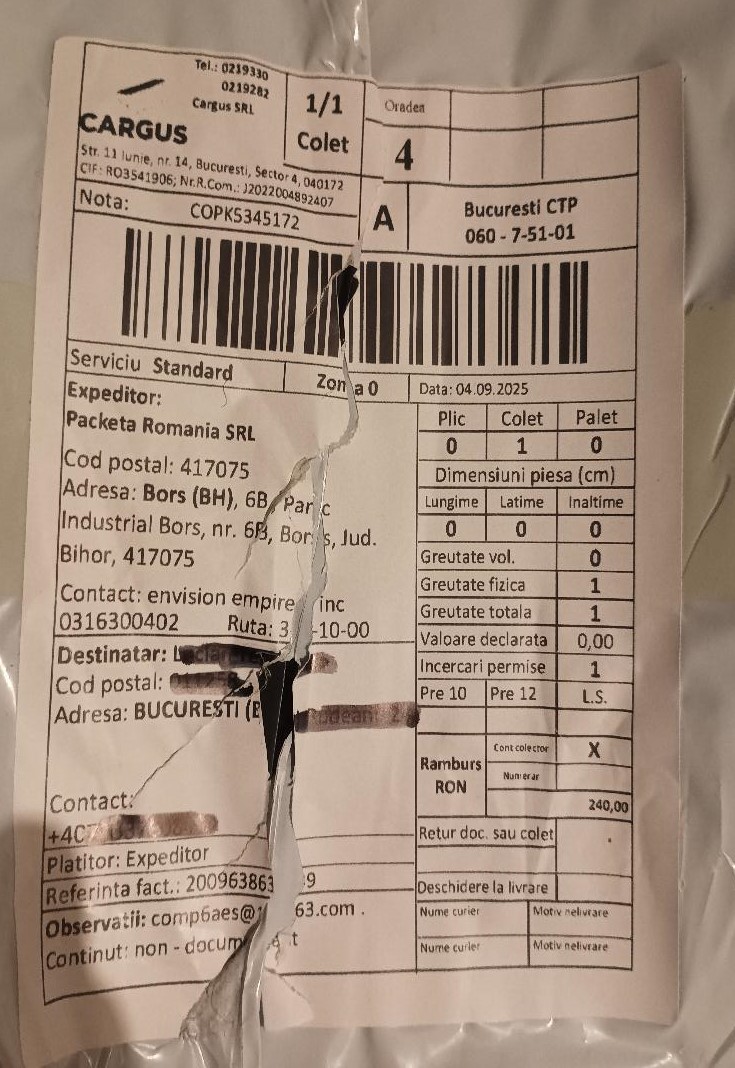 Tel.: 0219330
0219282
Cargus SRL
CARGUS
Str. 11 Iunie, nr. 14, Bucuresti, Sector 4, 040172
CIF: RO3541906; Nr.R.Com.: J2022004892407
1/1
Colet
Oradea
4
Nota:
COPK5345172
A
Bucuresti CTP
060 - 7-51-01
Serviciu Standard
Zona 0
Data: 04.09.2025
Expeditor:
Packeta Romania SRL
Cod postal: 417075
Adresa: Bors (BH), 6B, Parc
Industrial Bors, nr. 6B, Bors, Jud.
Bihor, 417075
Contact: envision empire inc
0316300402
Ruta: 3 -10-00
Destinatar:
Cod postal:
Adresa: BUCURESTI (
Contact:
+407
Platitor: Expeditor
Referinta fact.: 200963863 9
Observatii: comp6aes@ 63.com .
Continut: non - document
Plic Colet Palet
0 1 0
Dimensiuni piesa (cm)
Lungime Latime Inaltime
0 0 0
Greutate vol. 0
Greutate fizica 1
Greutate totala 1
Valoare declarata 0,00
Incercari permise 1
Pre 10 Pre 12 L.S.
Ramburs
RON
Cont colector X
Numerar
240,00
Retur doc. sau colet
Deschidere la livrare
Nume curier Motiv nelivrare
Nume curier Motiv nelivrare